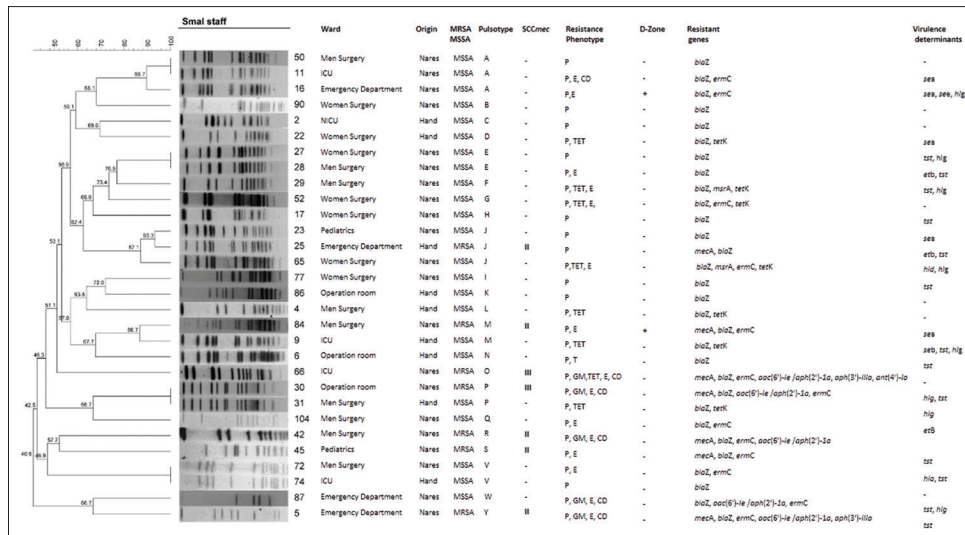 SmaI staff
Ward Origin MRSA MSSA Pulsotype SCCmec Resistance Phenotype D-Zone Resistant genes Virulence determinants
40 60 80 100
50 Men Surgery Nares MSSA A - P - blaZ -
11 ICU Nares MSSA A - P, E, CD - blaZ, ermC sea
16 Emergency Department Nares MSSA A - P,E + blaZ, ermC sea, see, hlg
90 Women Surgery Nares MSSA B - P - blaZ -
2 NICU Hand MSSA C - P - blaZ -
22 Women Surgery Hand MSSA D - P, TET - blaZ, tetK sea
27 Women Surgery Nares MSSA E - P - blaZ tst, hlg
28 Men Surgery Nares MSSA E - P, E - blaZ etb, tst
29 Men Surgery Nares MSSA F - P, TET, E - blaZ, msrA, tetK tst, hlg
52 Women Surgery Nares MSSA G - P, TET, E, - blaZ, ermC, tetK -
17 Women Surgery Nares MSSA H - P - blaZ tst
23 Pediatrics Nares MSSA J - P - blaZ sea
25 Emergency Department Hand MRSA J II P - mecA, blaZ etb, tst
65 Women Surgery Nares MSSA J - P,TET, E - blaZ, msrA, ermC, tetK hld, hlg
77 Women Surgery Nares MSSA I - P - blaZ
86 Operation room Hand MSSA K - P - blaZ -
4 Men Surgery Hand MSSA L - P, TET - blaZ, tetK
84 Men Surgery Nares MRSA M II P, E + mecA, blaZ, ermC sea
9 ICU Hand MSSA M - P, TET - blaZ, tetK seb, tst, hlg
6 Operation room Hand MSSA N - P, T - blaZ tst
66 ICU Nares MRSA O III P, GM,TET, E, CD - mecA, blaZ, ermC, aac(6')-Ie /aph(2')-1a, aph(3')-IIIa, ant(4')-Ia -
30 Operation room Nares MRSA P III P, GM, E, CD - mecA, blaZ, aac(6')-Ie /aph(2')-1a, ermC hlg, tst
31 Men Surgery Hand MSSA P - P, TET - blaZ, tetK hlg
104 Men Surgery Nares MSSA Q - P, E - blaZ, ermC etB
42 Men Surgery Nares MRSA R II P, GM, E, CD - mecA, blaZ, ermC, aac(6')-Ie /aph(2')-1a
45 Pediatrics Nares MRSA S II P, E - mecA, blaZ, ermC tst
72 Men Surgery Nares MSSA V - P, E - blaZ, ermC hla, tst
74 ICU Hand MSSA V - P - blaZ -
87 Emergency Department Nares MSSA W - P, GM, E, CD - blaZ, aac(6')-Ie /aph(2')-1a, ermC tst, hlg
5 Emergency Department Nares MRSA Y II P, GM, E, CD - mecA, blaZ, ermC, aac(6')-Ie /aph(2')-1a, aph(3')-IIIa tst